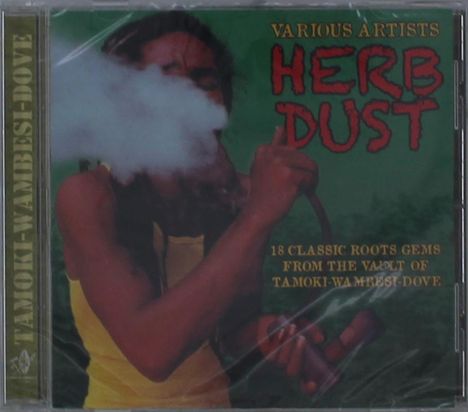 TAMOKI-WAMBESI-DOVE
VARIOUS ARTISTS
HERB
DUST
18 CLASSIC ROOTS GEMS
FROM THE VAULT OF
TAMOKI-WAMBESI-DOVE